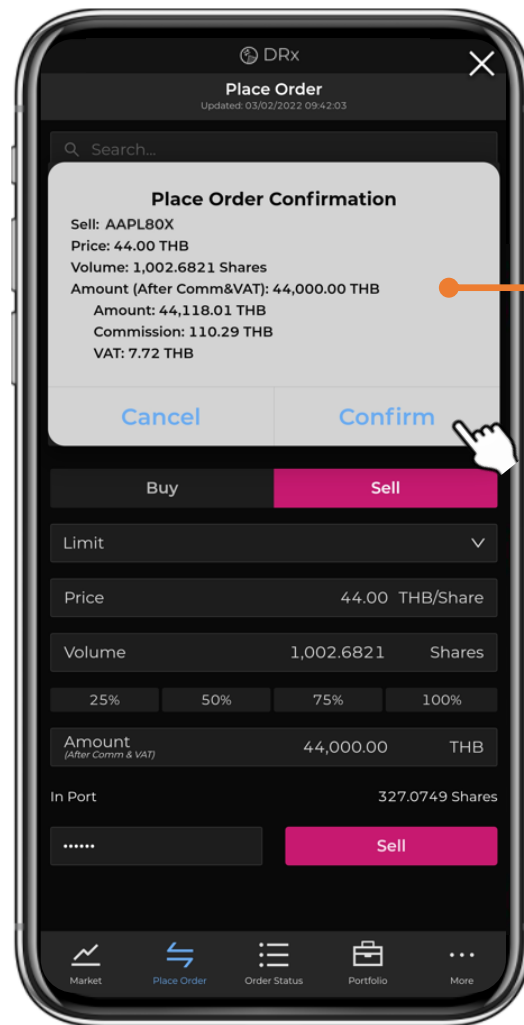 DRx
Place Order
Updated: 03/02/2022 09:42:03
Search...
Place Order Confirmation
Sell: AAPL80X
Price: 44.00 THB
Volume: 1,002.6821 Shares
Amount (After Comm&VAT): 44,000.00 THB
Amount: 44,118.01 THB
Commission: 110.29 THB
VAT: 7.72 THB
Cancel Confirm
Buy Sell
Limit
Price 44.00 THB/Share
Volume 1,002.6821 Shares
25% 50% 75% 100%
Amount 44,000.00 THB
(After Comm & VAT)
In Port 327.0749 Shares
•••••• Sell
Market Place Order Order Status Portfolio More